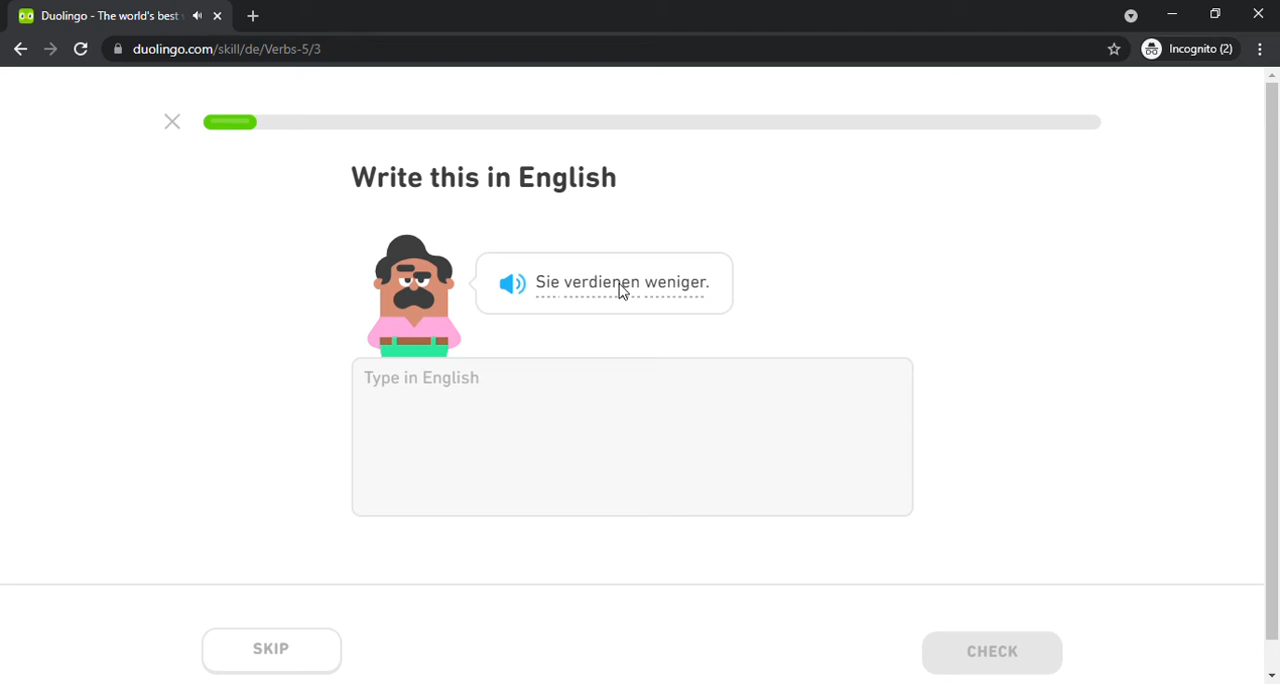 Duolingo - The world's best
duolingo.com/skill/de/Verbs-5/3
Incognito (2)
Write this in English
Sie verdienen weniger.
Type in English
SKIP
CHECK